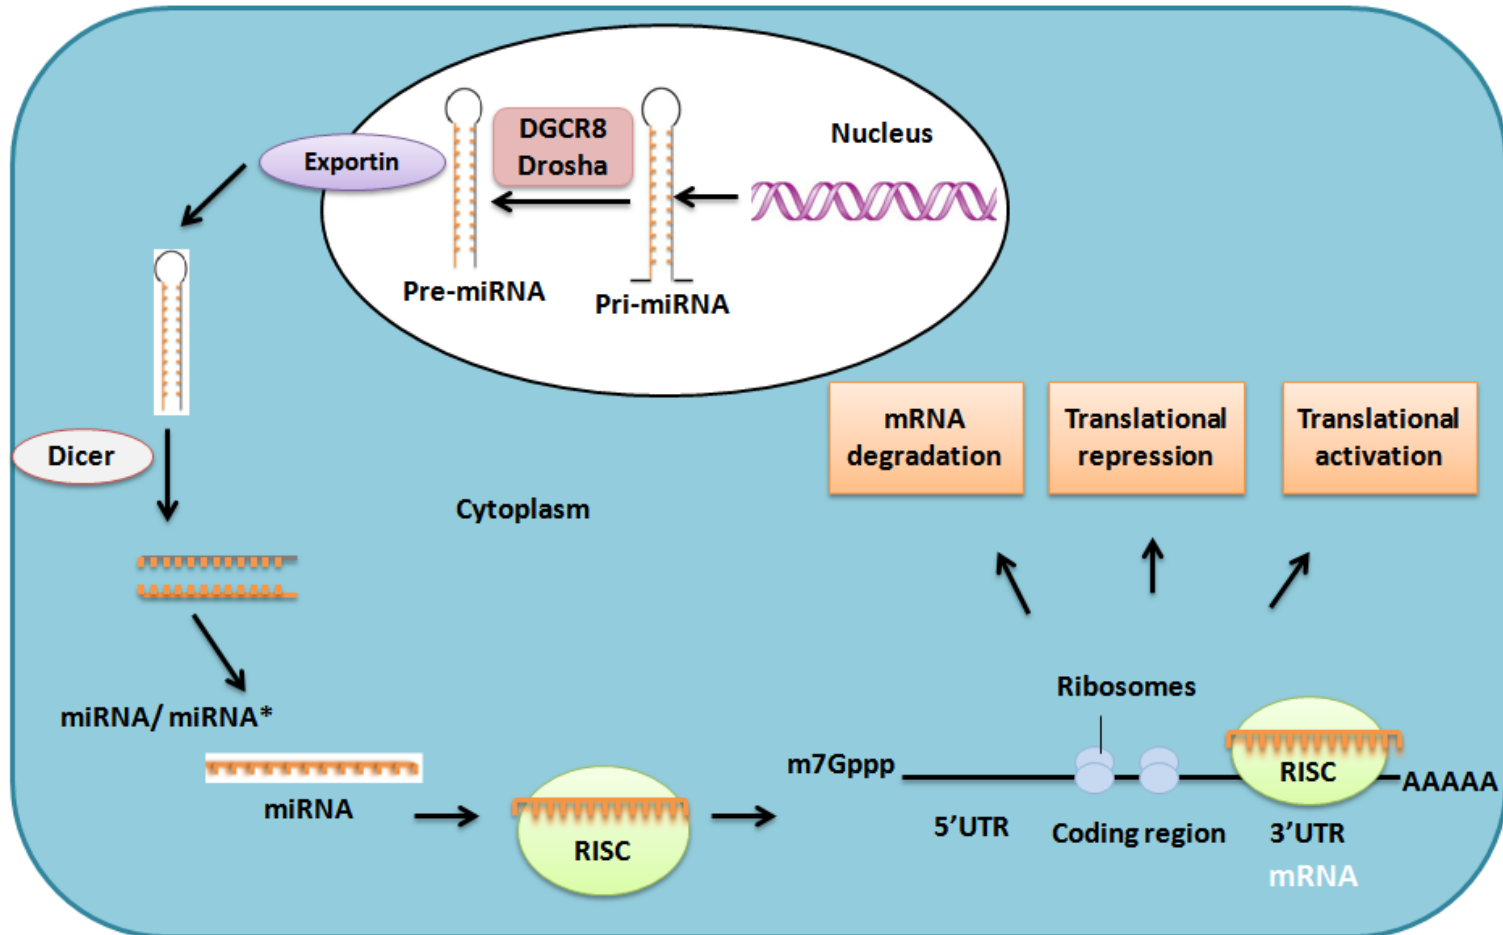 DGCR8
Drosha
Nucleus
Exportin
Pre-miRNA
Pri-miRNA
mRNA
degradation
Translational
repression
Translational
activation
Dicer
Cytoplasm
miRNA/ miRNA*
miRNA
RISC
Ribosomes
m7Gppp
RISC
AAAAA
5’UTR
Coding region
3’UTR
mRNA